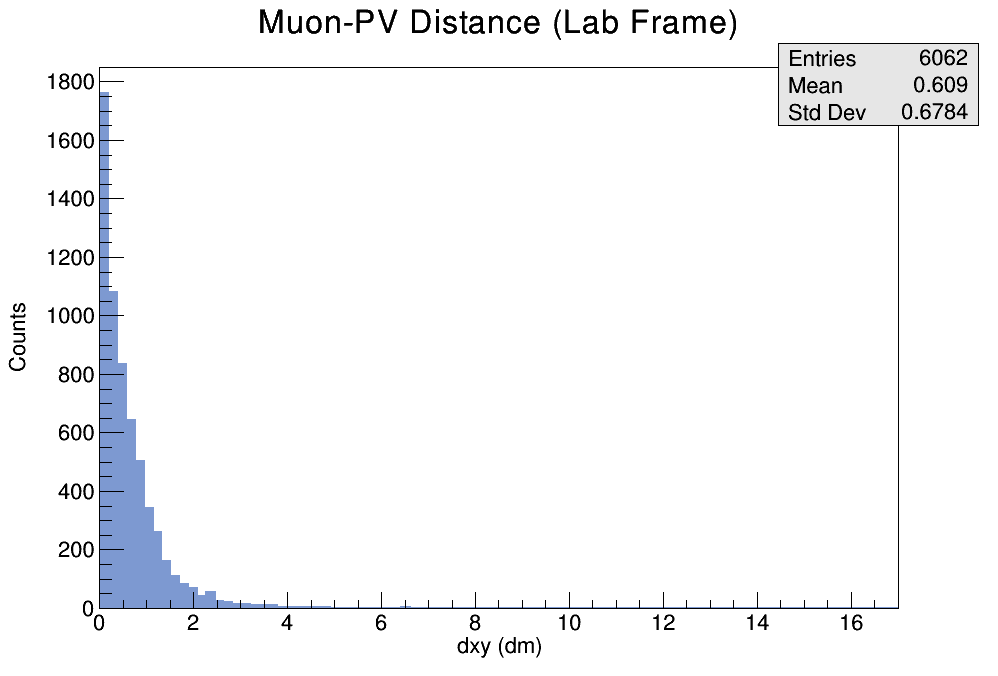 Muon-PV Distance (Lab Frame)
Entries 6062
Mean 0.609
Std Dev 0.6784
Counts
1800
1600
1400
1200
1000
800
600
400
200
0
0 2 4 6 8 10 12 14 16
dxy (dm)